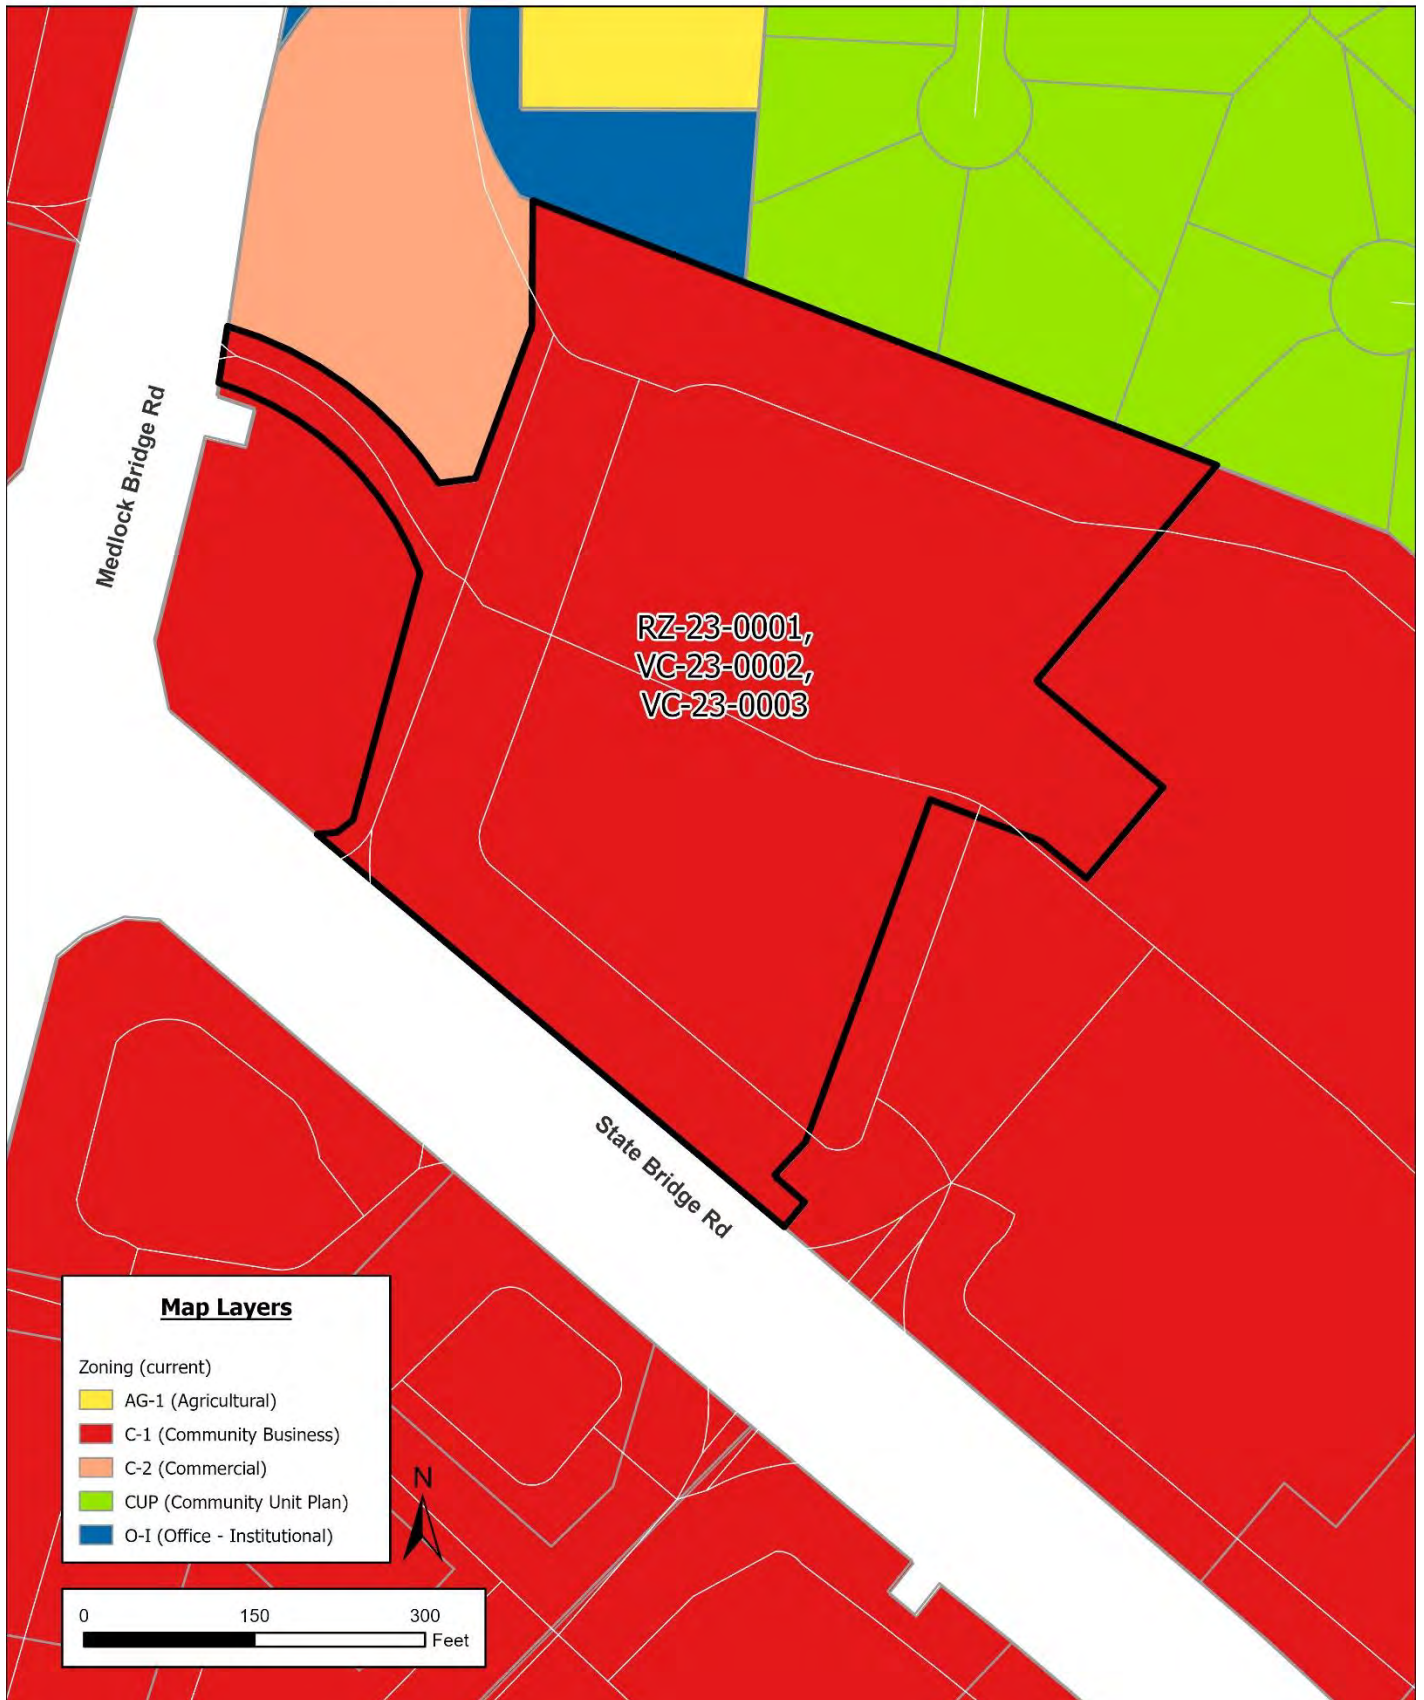 Medlock Bridge Rd
RZ-23-0001,
VC-23-0002,
VC-23-0003
State Bridge Rd
Map Layers
Zoning (current)
AG-1 (Agricultural)
C-1 (Community Business)
C-2 (Commercial)
CUP (Community Unit Plan)
O-I (Office - Institutional)
N
0 150 300
Feet